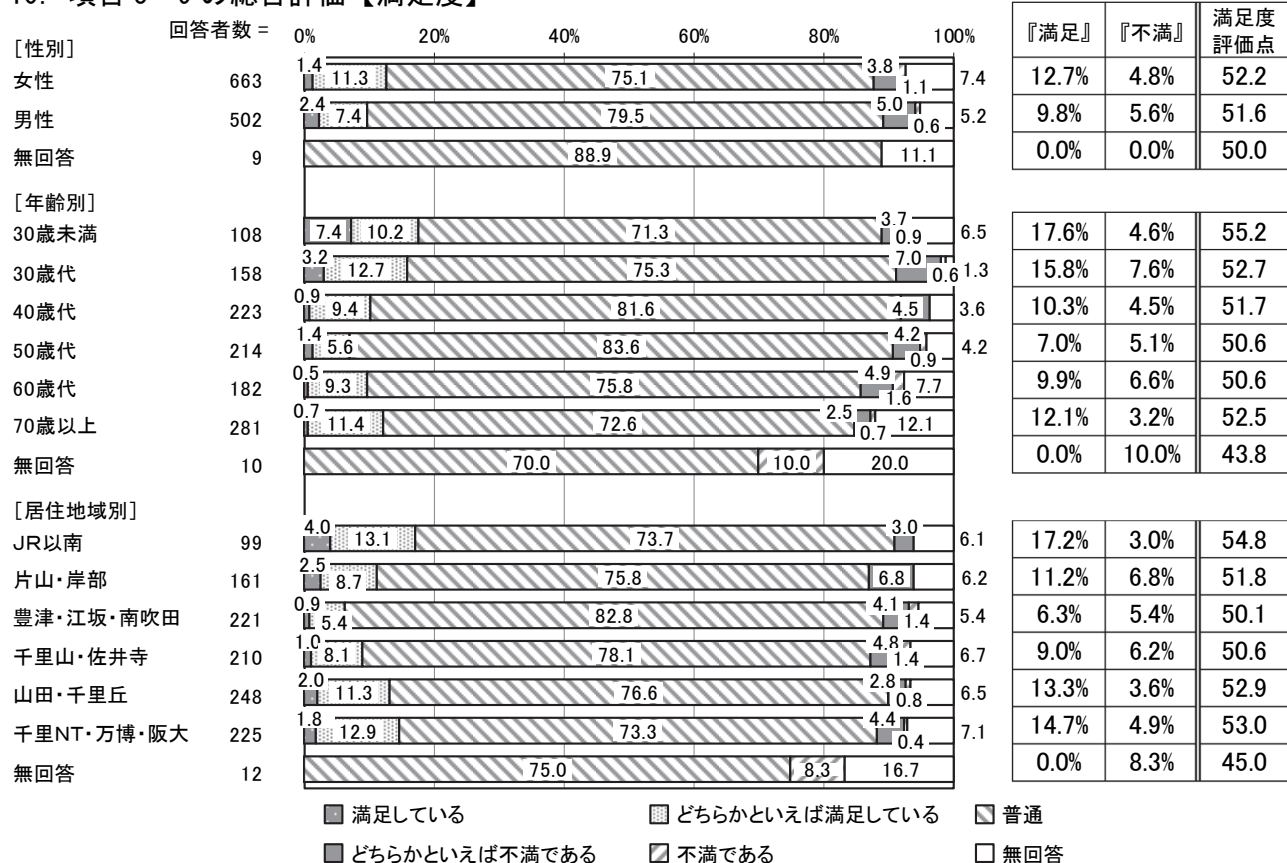 回答者数 =
0% 20% 40% 60% 80% 100%
『満足』 『不満』 満足度評価点
[性別]
女性 663 1.4 11.3 75.1 3.8 1.1 7.4 12.7% 4.8% 52.2
男性 502 2.4 7.4 79.5 5.0 0.6 5.2 9.8% 5.6% 51.6
無回答 9 88.9 11.1 0.0% 0.0% 50.0
[年齢別]
30歳未満 108 7.4 10.2 71.3 3.7 0.9 6.5 17.6% 4.6% 55.2
30歳代 158 3.2 12.7 75.3 7.0 0.6 1.3 15.8% 7.6% 52.7
40歳代 223 0.9 9.4 81.6 4.5 3.6 10.3% 4.5% 51.7
50歳代 214 1.4 5.6 83.6 4.2 0.9 4.2 7.0% 5.1% 50.6
60歳代 182 0.5 9.3 75.8 4.9 1.6 7.7 9.9% 6.6% 50.6
70歳以上 281 0.7 11.4 72.6 2.5 0.7 12.1 12.1% 3.2% 52.5
無回答 10 70.0 10.0 20.0 0.0% 10.0% 43.8
[居住地域別]
JR以南 99 4.0 13.1 73.7 3.0 6.1 17.2% 3.0% 54.8
片山・岸部 161 2.5 8.7 75.8 6.8 6.2 11.2% 6.8% 51.8
豊津・江坂・南吹田 221 0.9 5.4 82.8 4.1 1.4 5.4 6.3% 5.4% 50.1
千里山・佐井寺 210 1.0 8.1 78.1 4.8 1.4 6.7 9.0% 6.2% 50.6
山田・千里丘 248 2.0 11.3 76.6 2.8 0.8 6.5 13.3% 3.6% 52.9
千里NT・万博・阪大 225 1.8 12.9 73.3 4.4 0.4 7.1 14.7% 4.9% 53.0
無回答 12 75.0 8.3 16.7 0.0% 8.3% 45.0
満足している どちらかといえば満足している 普通
どちらかといえば不満である 不満である 無回答